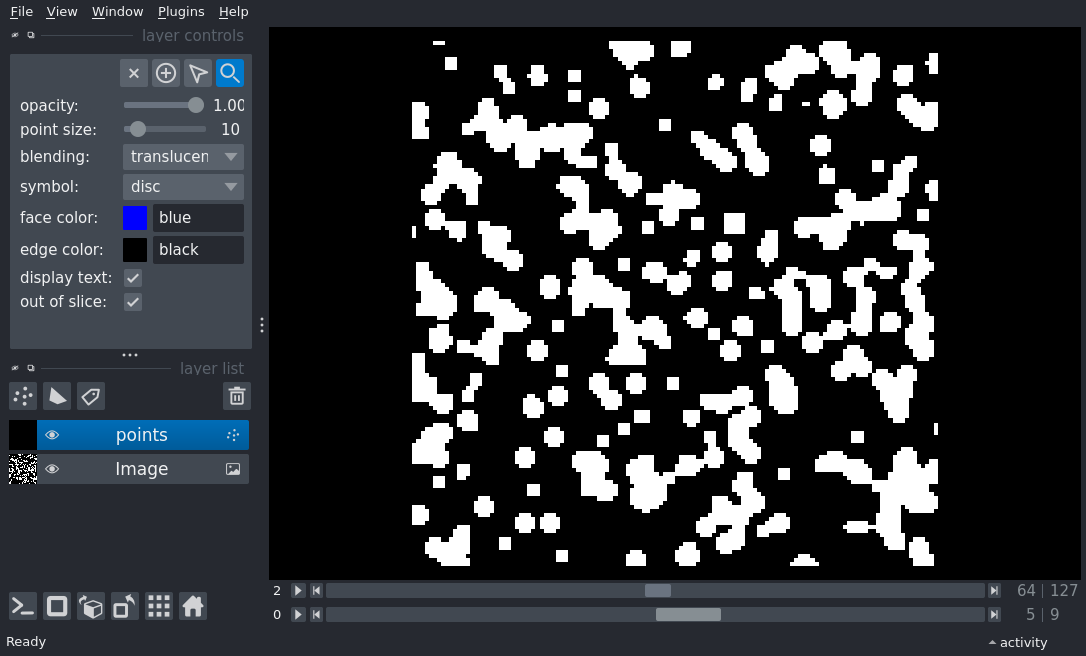 File View Window Plugins Help
layer controls
opacity: 1.00
point size: 10
blending: translucen
symbol: disc
face color: blue
edge color: black
display text:
out of slice:
layer list
points
Image
2 64 127
0 5 9
Ready activity